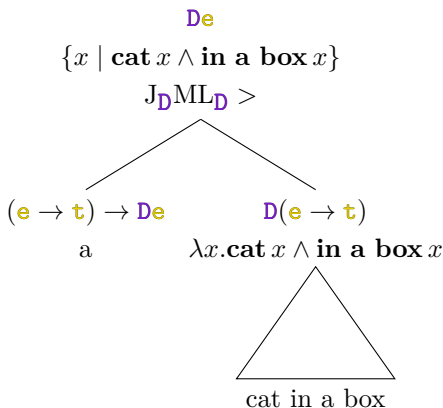 De
{x | cat x ∧ in a box x}
J_D ML_D >
(e → t) → De
D(e → t)
a
λx.cat x ∧ in a box x
cat in a box